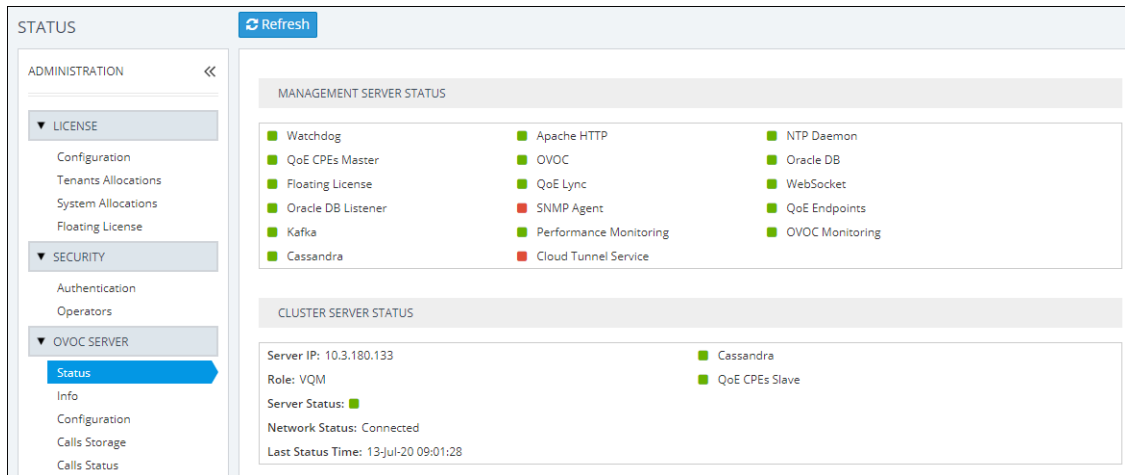 STATUS
Refresh
ADMINISTRATION
LICENSE
Configuration
Tenants Allocations
System Allocations
Floating License
SECURITY
Authentication
Operators
OVOC SERVER
Status
Info
Configuration
Calls Storage
Calls Status
MANAGEMENT SERVER STATUS
Watchdog Apache HTTP NTP Daemon
QoE CPEs Master OVOC Oracle DB
Floating License QoE Lync WebSocket
Oracle DB Listener SNMP Agent QoE Endpoints
Kafka Performance Monitoring OVOC Monitoring
Cassandra Cloud Tunnel Service
CLUSTER SERVER STATUS
Server IP: 10.3.180.133 Cassandra
Role: VQM QoE CPEs Slave
Server Status:
Network Status: Connected
Last Status Time: 13-Jul-20 09:01:28